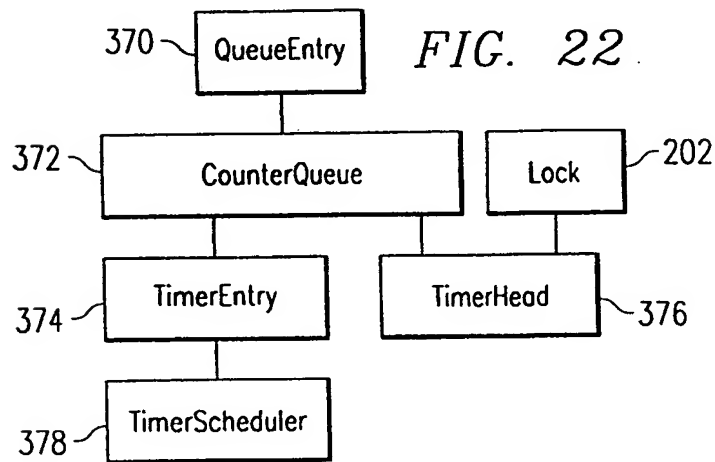 370
QueueEntry
FIG. 22
372
CounterQueue
Lock
202
374
TimerEntry
TimerHead
376
378
TimerScheduler